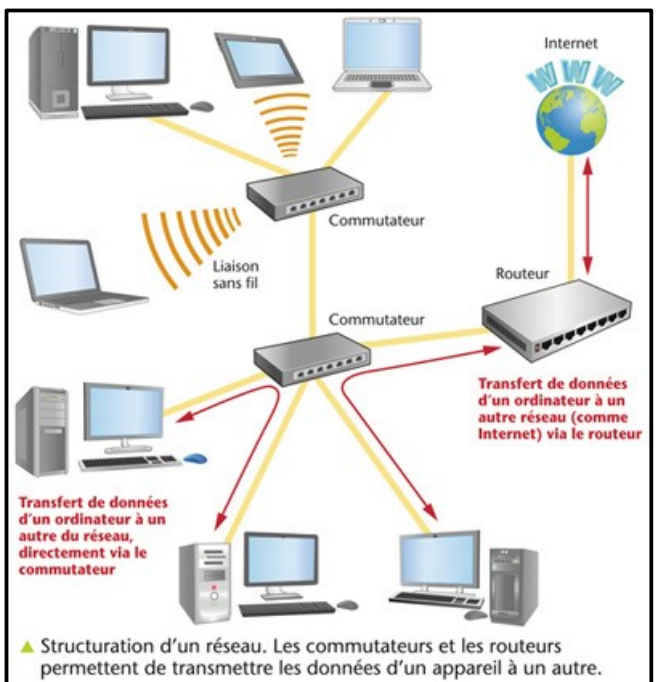 Internet
WWW
Commutateur
Liaison
sans fil
Routeur
Commutateur
Transfert de données
d'un ordinateur à un
autre réseau (comme
Internet) via le routeur
Transfert de données
d'un ordinateur à un
autre du réseau,
directement via le
commutateur
▲ Structuration d'un réseau. Les commutateurs et les routeurs
permettent de transmettre les données d'un appareil à un autre.